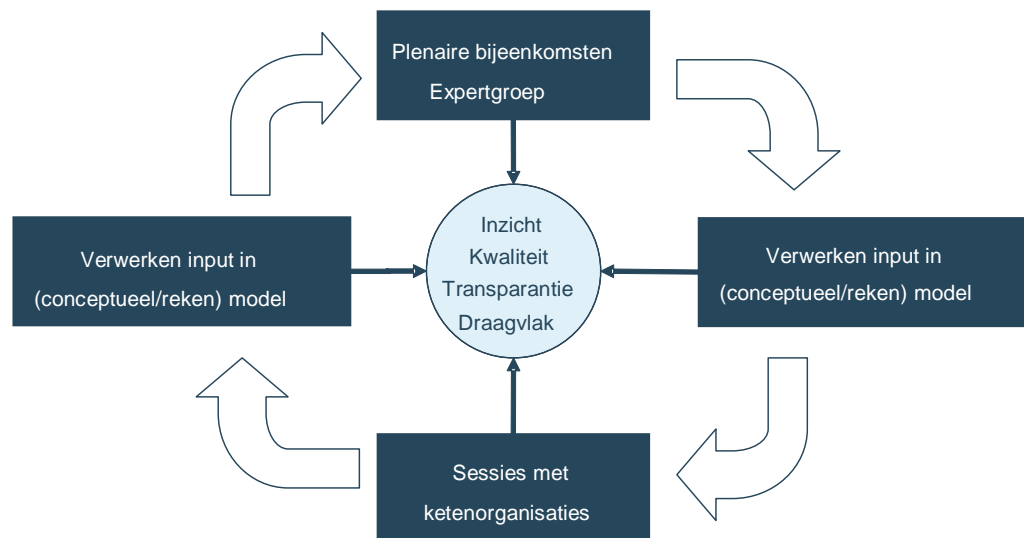 Plenaire bijeenkomsten
Expertgroep
Inzicht
Kwaliteit
Transparantie
Draagvlak
Verwerken input in
(conceptueel/reken) model
Verwerken input in
(conceptueel/reken) model
Sessies met
ketenorganisaties